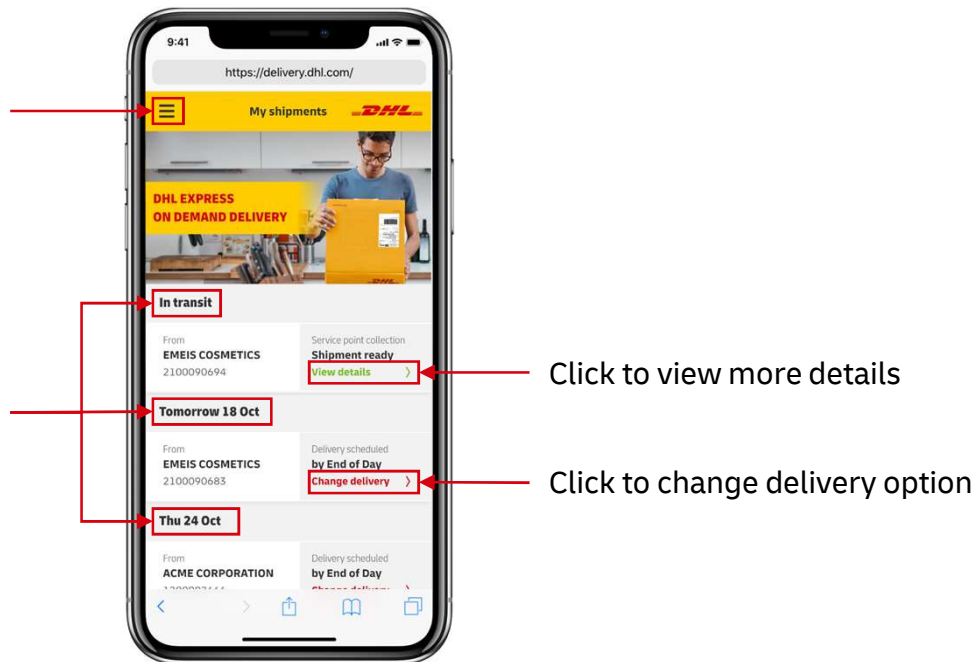 9:41
https://delivery.dhl.com/
My shipments
DHL
DHL EXPRESS
ON DEMAND DELIVERY
DHL
In transit
From
EMEIS COSMETICS
2100090694
Service point collection
Shipment ready
View details
Click to view more details
Tomorrow 18 Oct
From
EMEIS COSMETICS
2100090683
Delivery scheduled
by End of Day
Change delivery
Click to change delivery option
Thu 24 Oct
From
ACME CORPORATION
Delivery scheduled
by End of Day
Change delivery